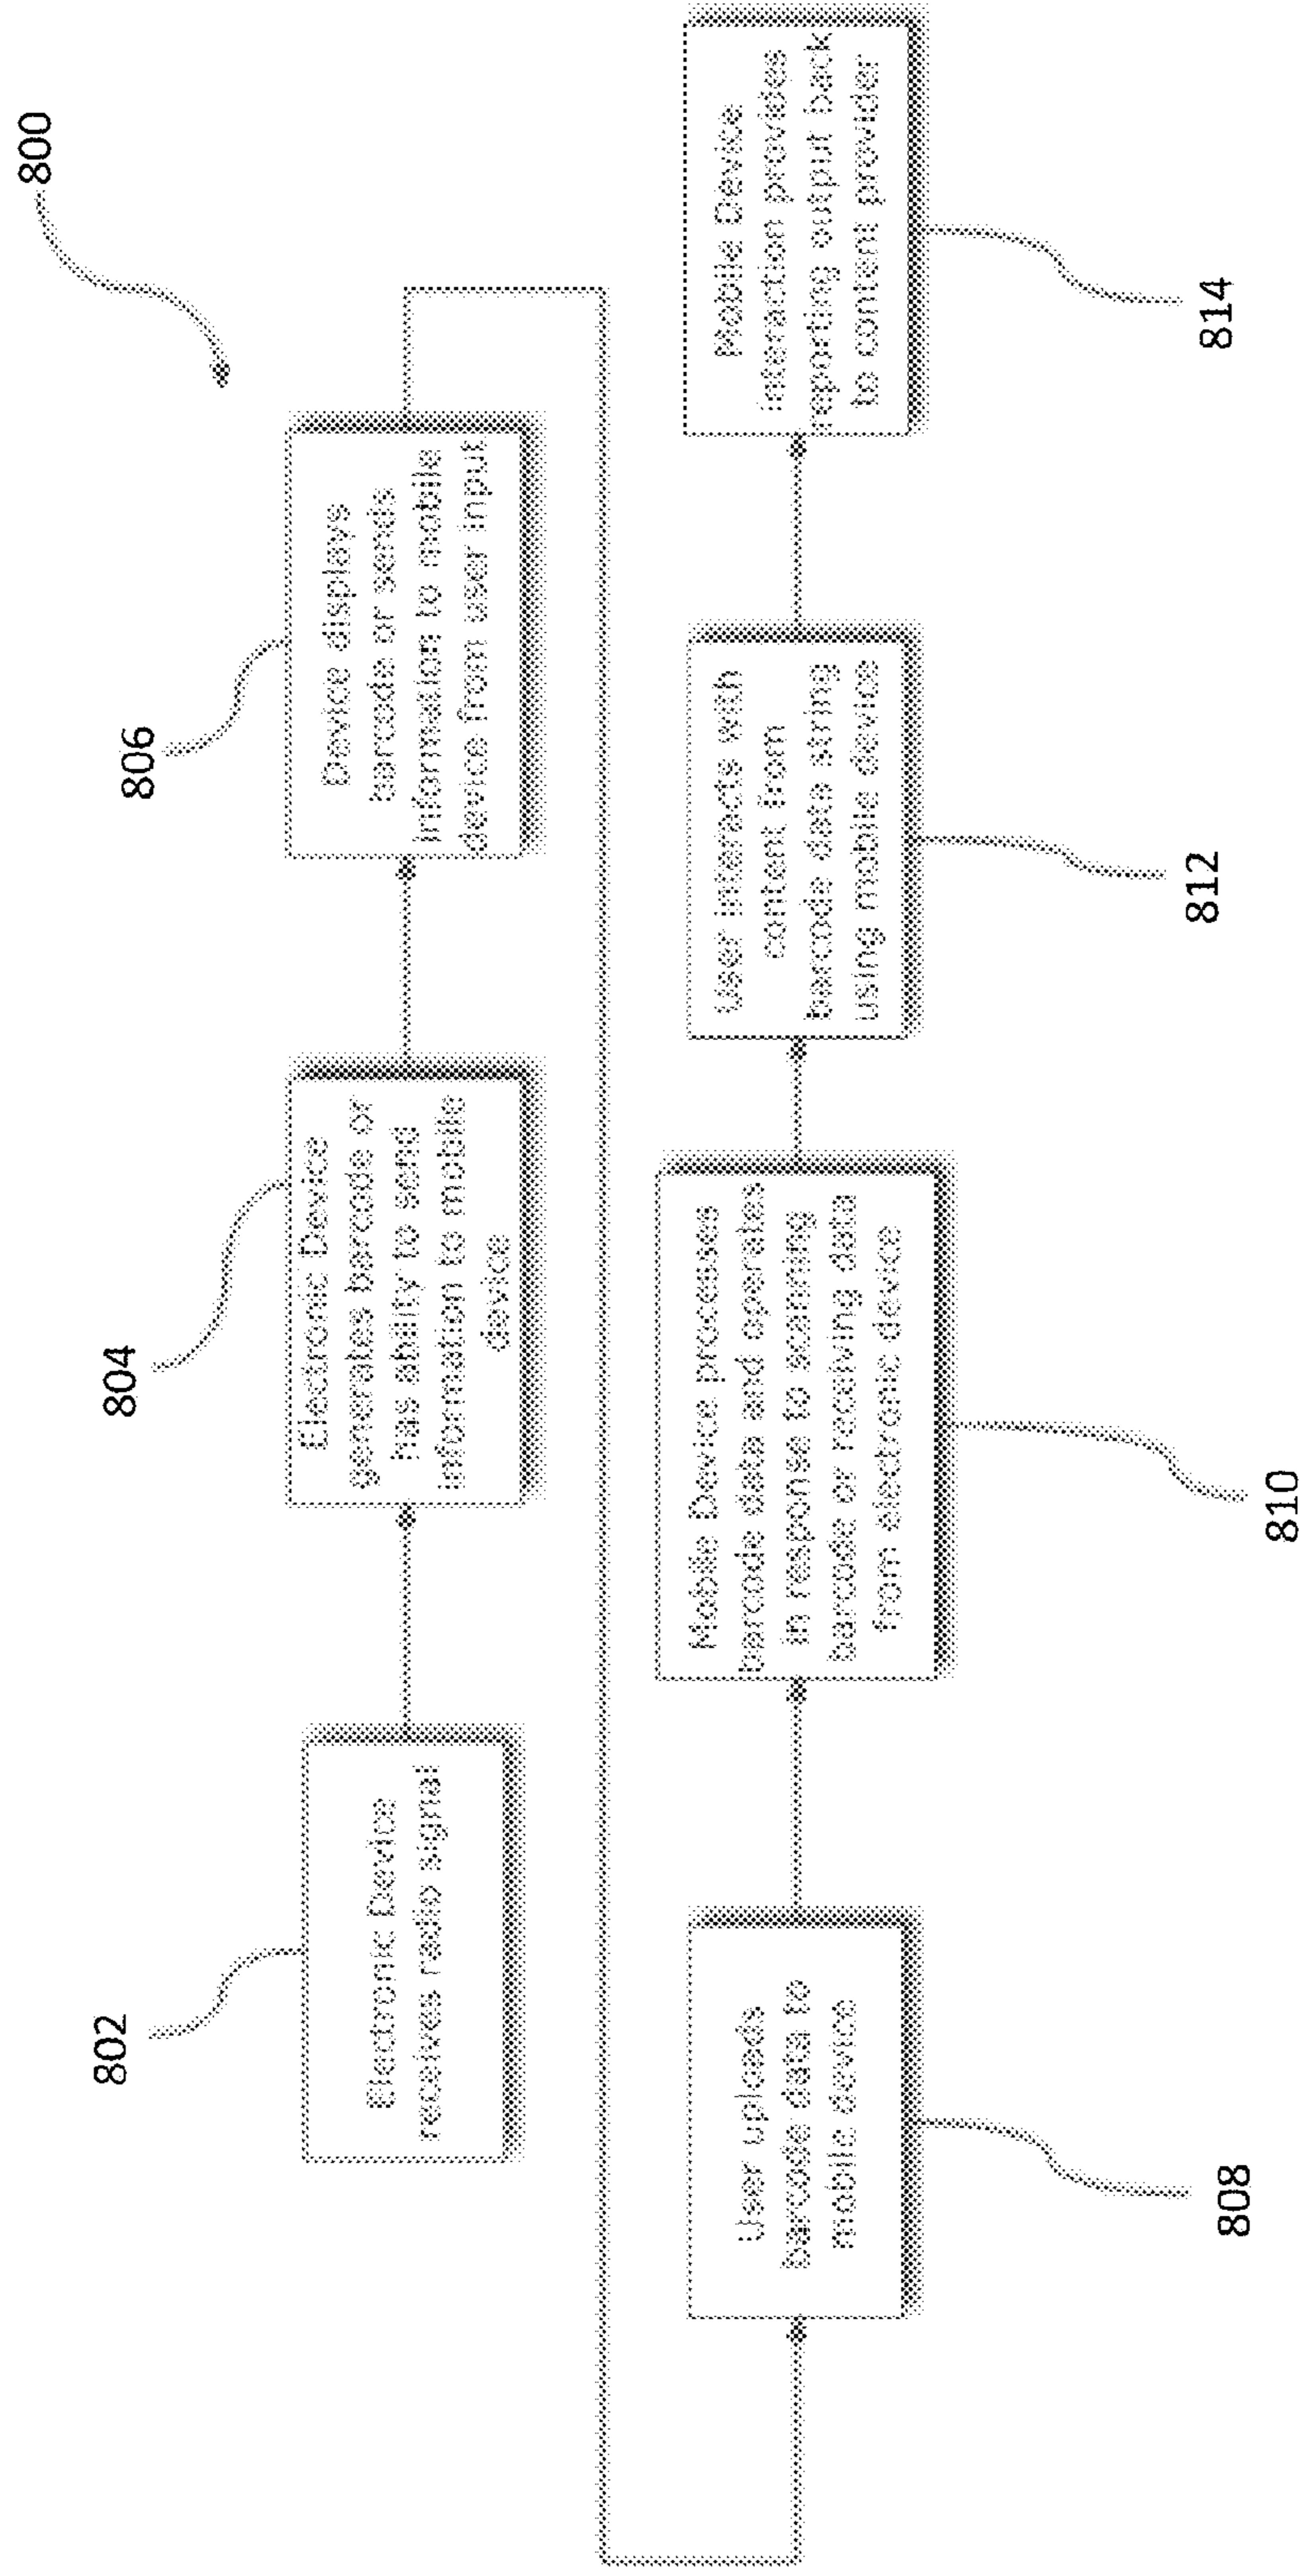 800
802
804
806
Electronic Device
receives radio signal
Electronic Device
generates barcode or
has ability to send
information to mobile
device
Device displays
barcode or sends
information to mobile
device from user input
User uploads
barcode data to
mobile device
Mobile Device processes
barcode data and operates
in response to scanning
barcode or receiving data
from electronic device
User interacts with
content from
barcode data string
using mobile device
Mobile Device
interaction provides
reporting output back
to content provider
808
810
812
814